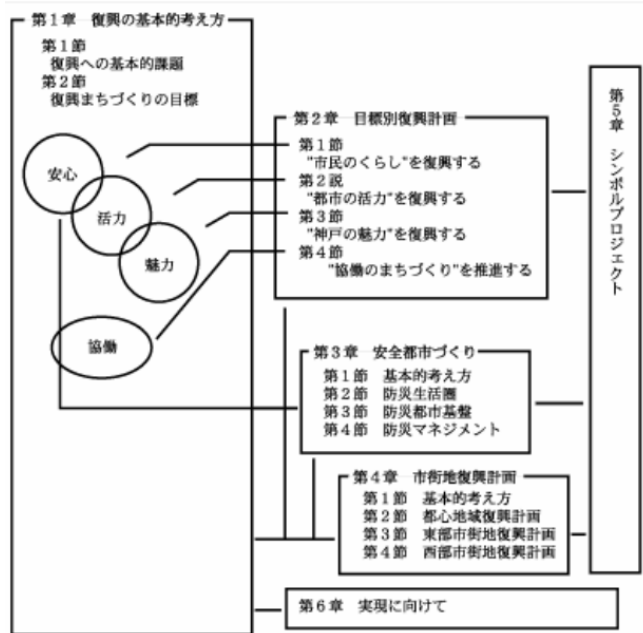 第1章 復興の基本的考え方
第1節
復興への基本的課題
第2節
復興まちづくりの目標
安心
活力
魅力
協働
第2章 目標別復興計画
第1節
"市民のくらし"を復興する
第2説
"都市の活力"を復興する
第3節
"神戸の魅力"を復興する
第4節
"協働のまちづくり"を推進する
第3章 安全都市づくり
第1節 基本的考え方
第2節 防災生活圏
第3節 防災都市基盤
第4節 防災マネジメント
第4章 市街地復興計画
第1節 基本的考え方
第2節 都心地域復興計画
第3節 東部市街地復興計画
第4節 西部市街地復興計画
第5章 シンボルプロジェクト
第6章 実現に向けて